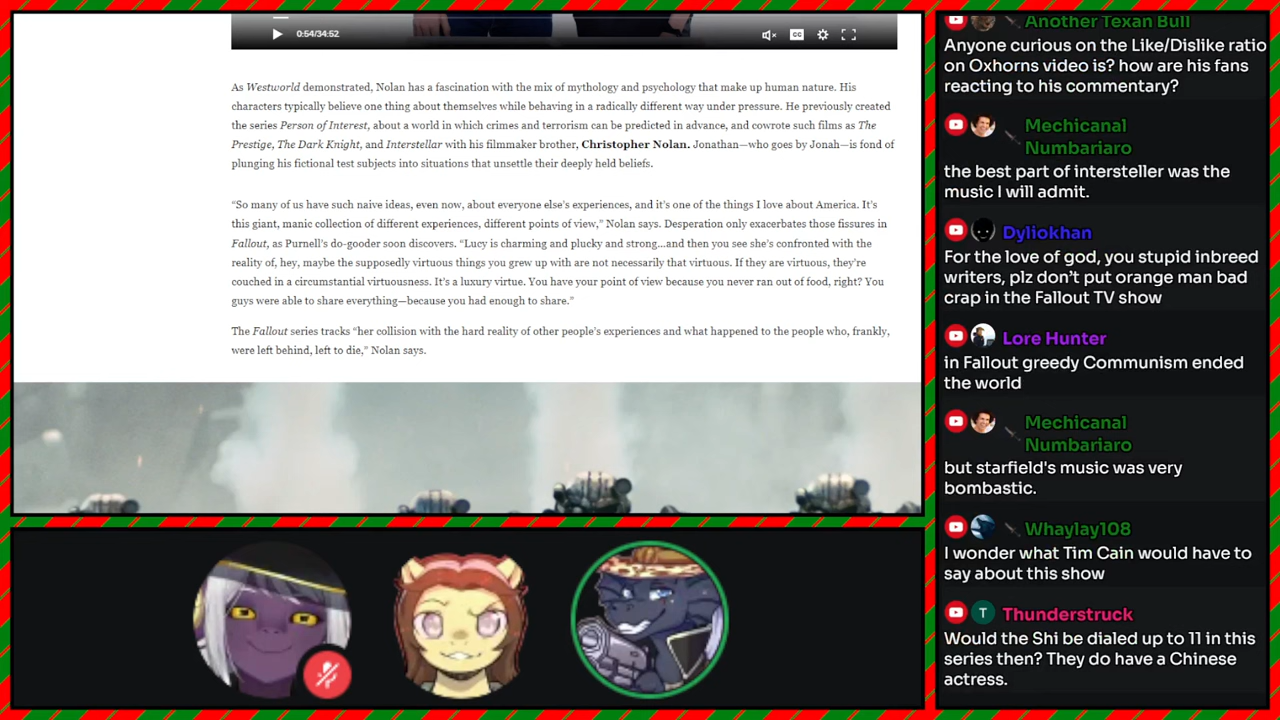 0:54/34:52
CC
As Westworld demonstrated, Nolan has a fascination with the mix of mythology and psychology that make up human nature. His
characters typically believe one thing about themselves while behaving in a radically different way under pressure. He previously created
the series Person of Interest, about a world in which crimes and terrorism can be predicted in advance, and cowrote such films as The
Prestige, The Dark Knight, and Interstellar with his filmmaker brother, Christopher Nolan. Jonathan—who goes by Jonah—is fond of
plunging his fictional test subjects into situations that unsettle their deeply held beliefs.
“So many of us have such naive ideas, even now, about everyone else’s experiences, and it’s one of the things I love about America. It’s
this giant, manic collection of different experiences, different points of view,” Nolan says. Desperation only exacerbates those fissures in
Fallout, as Purnell’s do-gooder soon discovers. “Lucy is charming and plucky and strong…and then you see she’s confronted with the
reality of, hey, maybe the supposedly virtuous things you grew up with are not necessarily that virtuous. If they are virtuous, they’re
couched in a circumstantial virtuousness. It’s a luxury virtue. You have your point of view because you never ran out of food, right? You
guys were able to share everything—because you had enough to share.”
The Fallout series tracks “her collision with the hard reality of other people’s experiences and what happened to the people who, frankly,
were left behind, left to die,” Nolan says.
Another Texan Bull
Anyone curious on the Like/Dislike ratio
on Oxhorns video is? how are his fans
reacting to his commentary?
Mechicanal
Numbariaro
the best part of intersteller was the
music I will admit.
Dyliokhan
For the love of god, you stupid inbreed
writers, plz don’t put orange man bad
crap in the Fallout TV show
Lore Hunter
in Fallout greedy Communism ended
the world
Mechicanal
Numbariaro
but starfield's music was very
bombastic.
Whaylay108
I wonder what Tim Cain would have to
say about this show
T
Thunderstruck
Would the Shi be dialed up to 11 in this
series then? They do have a Chinese
actress.